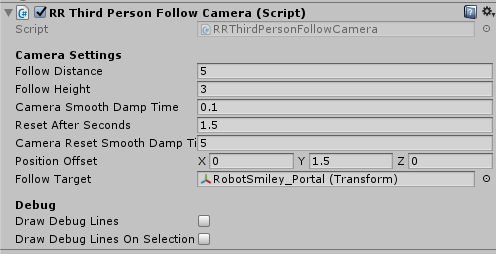 RR Third Person Follow Camera (Script)
Script RRThirdPersonFollowCamera
Camera Settings
Follow Distance 5
Follow Height 3
Camera Smooth Damp Time 0.1
Reset After Seconds 1.5
Camera Reset Smooth Damp Ti 5
Position Offset X 0 Y 1.5 Z 0
Follow Target RobotSmiley_Portal (Transform)
Debug
Draw Debug Lines
Draw Debug Lines On Selection